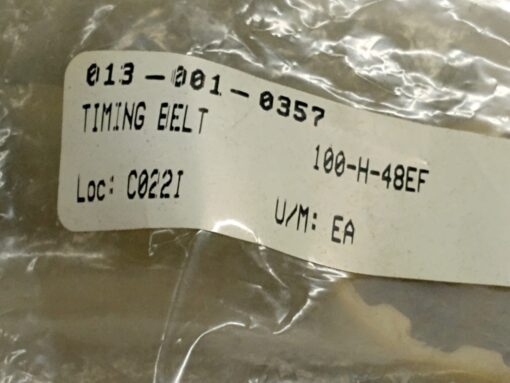 013-001-0357
TIMING BELT
100-H-48EF
Loc: C022I
U/M: EA